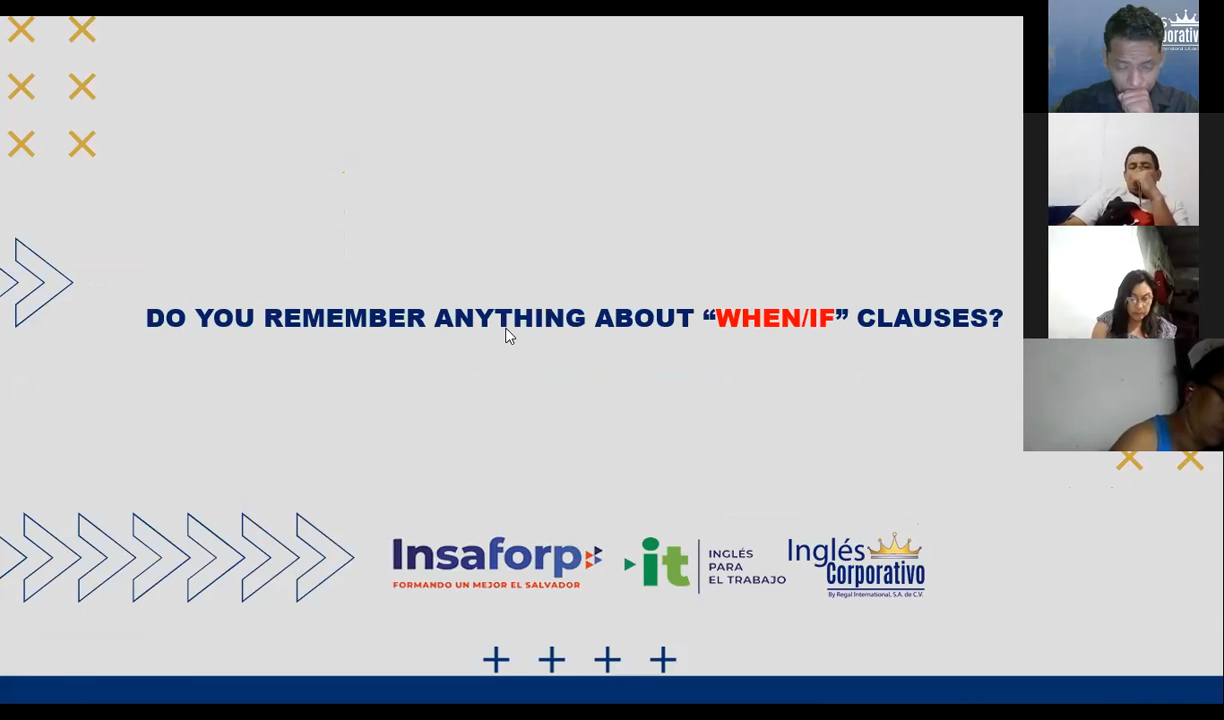 DO YOU REMEMBER ANYTHING ABOUT “WHEN/IF” CLAUSES?
Insaforp
FORMANDO UN MEJOR EL SALVADOR
it
INGLÉS
PARA
EL TRABAJO
Inglés
Corporativo
By Regal International, S.A. de C.V.